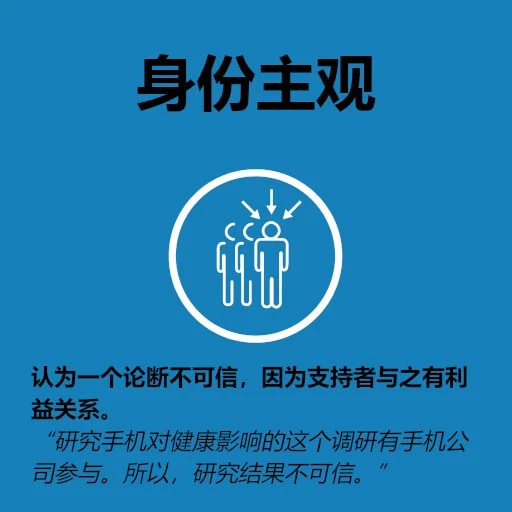 身份主观
认为一个论断不可信，因为支持者与之有利
益关系。
“研究手机对健康影响的这个调研有手机公
司参与。所以，研究结果不可信。”